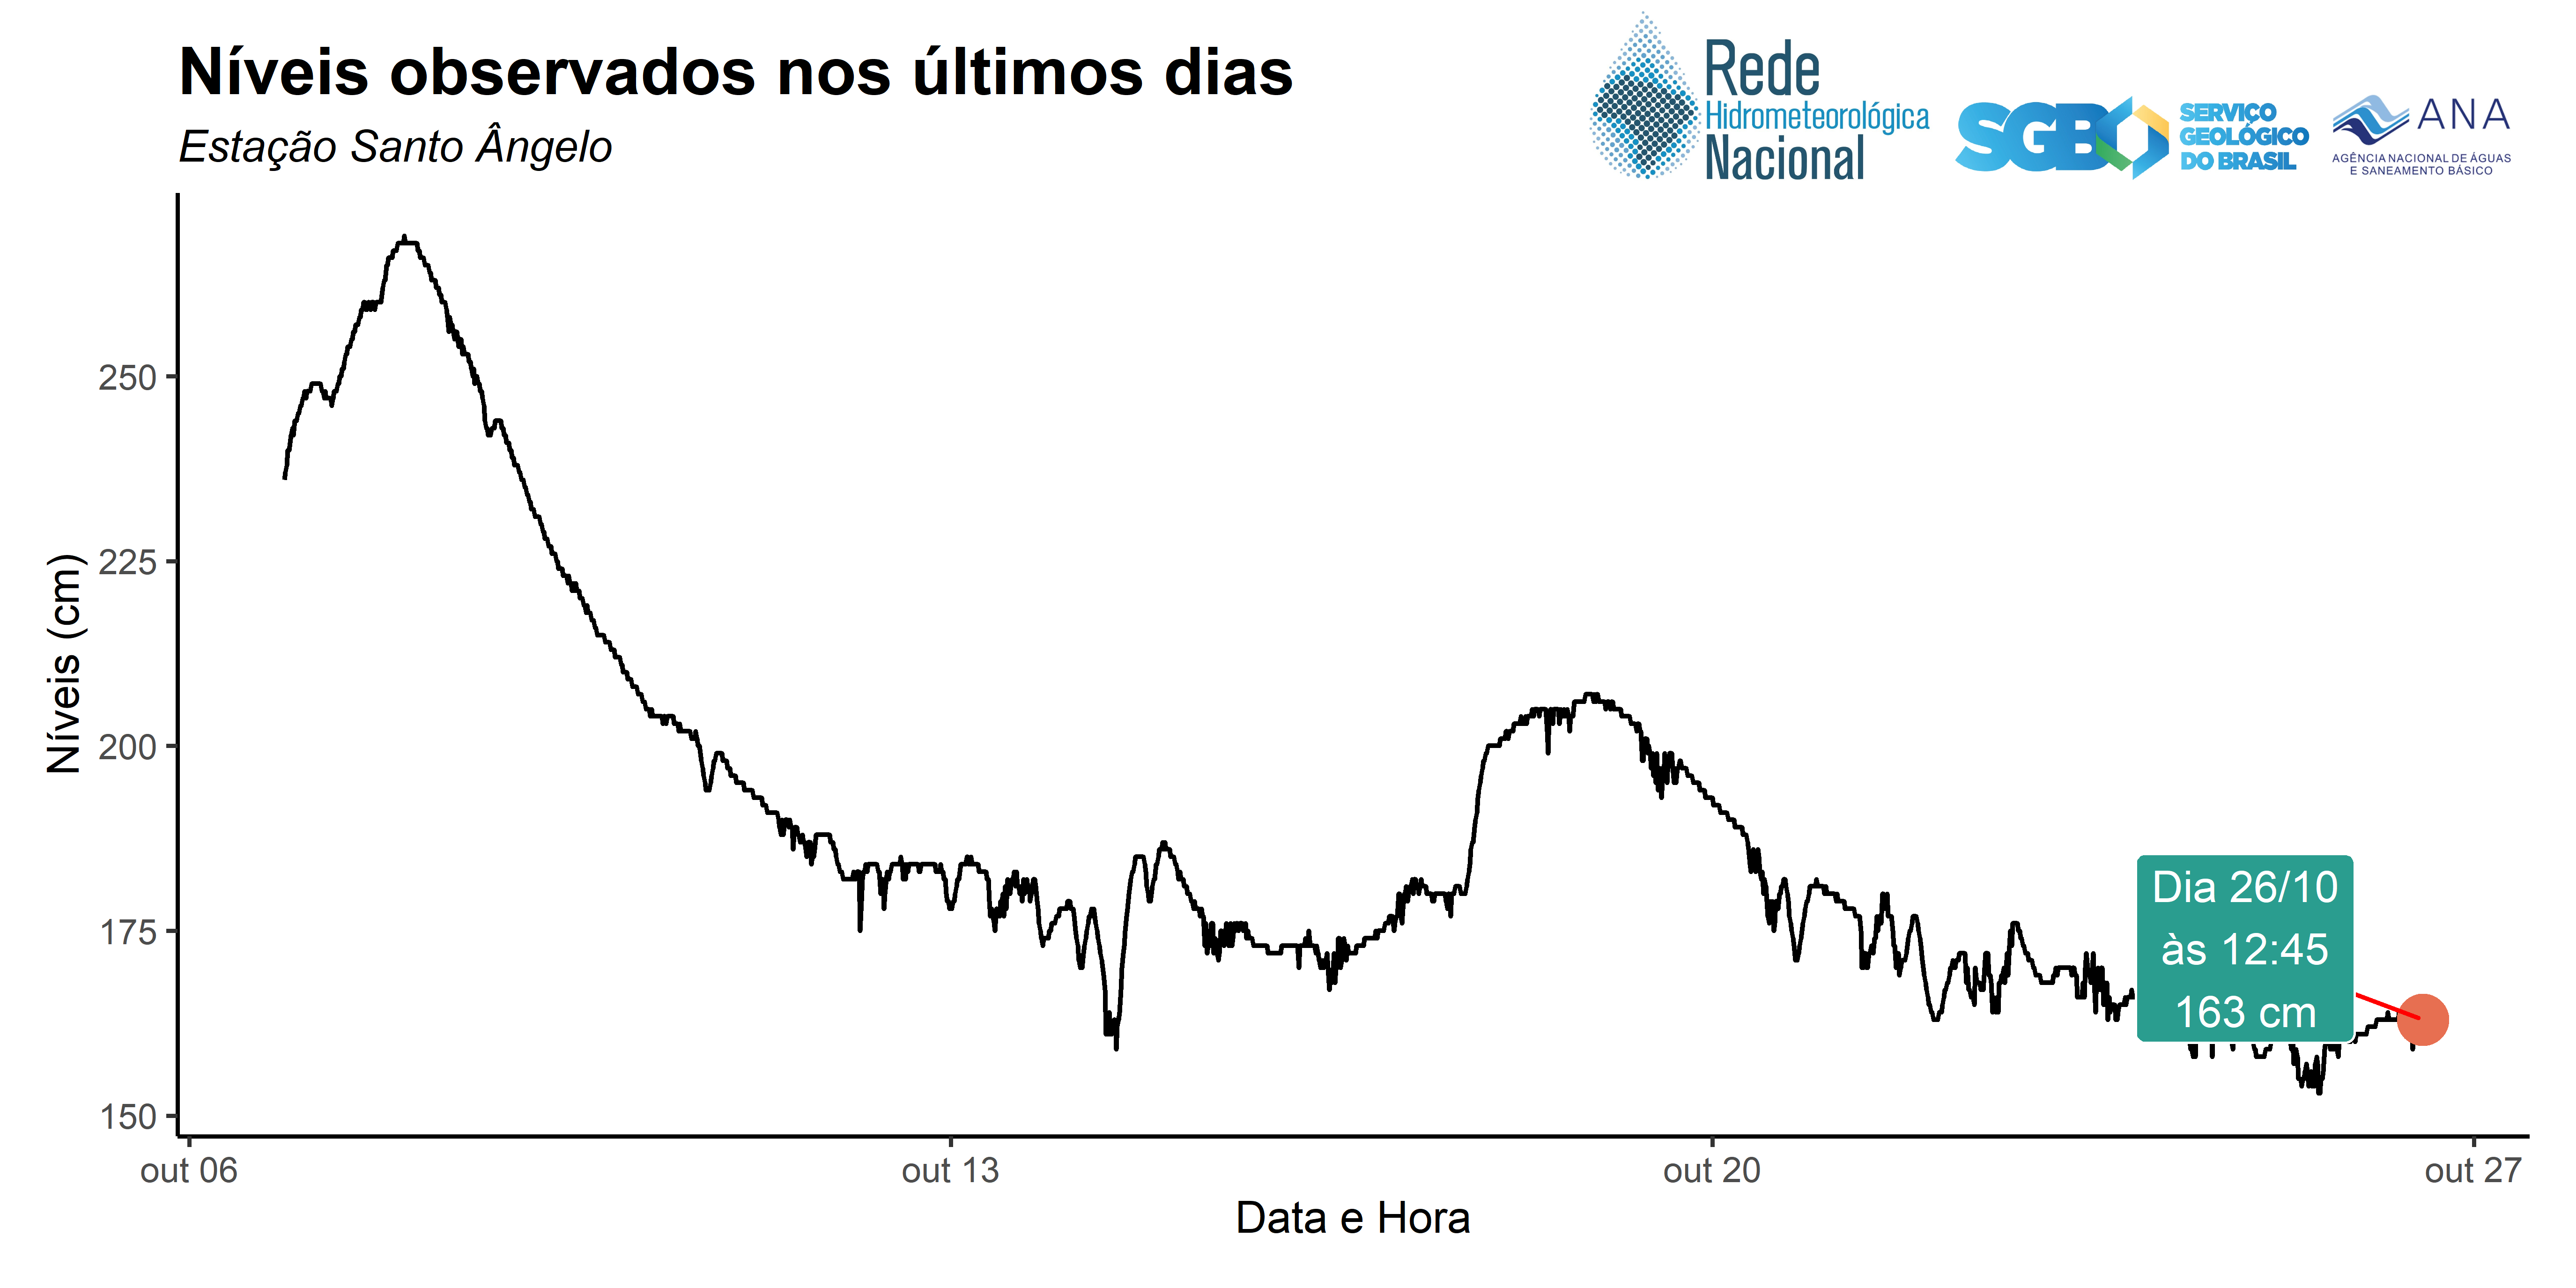 Níveis observados nos últimos dias
Estação Santo Ângelo
Rede
Hidrometeorológica
Nacional
SGB
SERVIÇO
GEOLÓGICO
DO BRASIL
ANA
AGÊNCIA NACIONAL DE ÁGUAS
E SANEAMENTO BÁSICO
Níveis (cm)
250
225
200
175
150
Dia 26/10
às 12:45
163 cm
out 06
out 13
out 20
out 27
Data e Hora